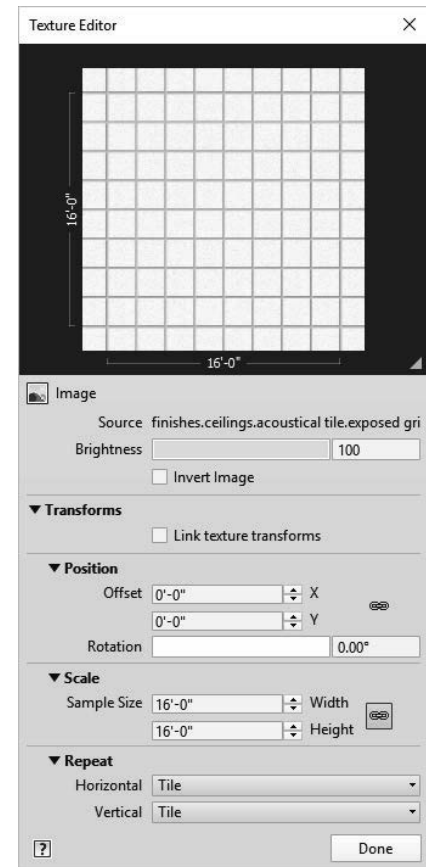 Texture Editor
16'-0"
16'-0"
Image
Source finishes.ceilings.acoustical tile.exposed gri
Brightness 100
Invert Image
Transforms
Link texture transforms
Position
Offset 0'-0" X
0'-0" Y
Rotation 0.00°
Scale
Sample Size 16'-0" Width
16'-0" Height
Repeat
Horizontal Tile
Vertical Tile
? Done